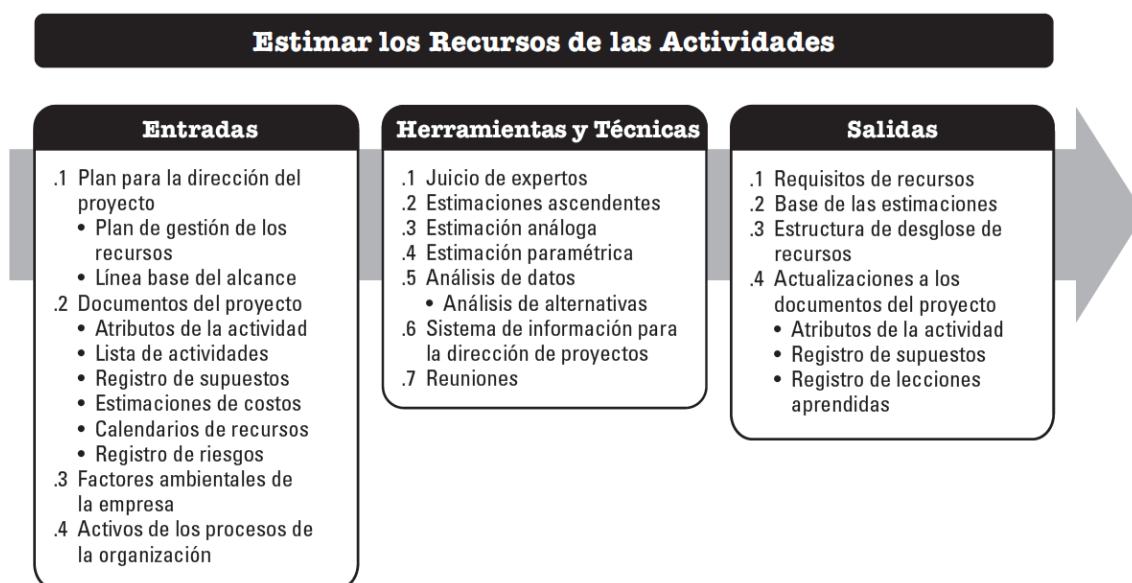 Estimar los Recursos de las Actividades
Entradas
.1 Plan para la dirección del
proyecto
• Plan de gestión de los
recursos
• Línea base del alcance
.2 Documentos del proyecto
• Atributos de la actividad
• Lista de actividades
• Registro de supuestos
• Estimaciones de costos
• Calendarios de recursos
• Registro de riesgos
.3 Factores ambientales de
la empresa
.4 Activos de los procesos de
la organización
Herramientas y Técnicas
.1 Juicio de expertos
.2 Estimaciones ascendentes
.3 Estimación análoga
.4 Estimación paramétrica
.5 Análisis de datos
• Análisis de alternativas
.6 Sistema de información para
la dirección de proyectos
.7 Reuniones
Salidas
.1 Requisitos de recursos
.2 Base de las estimaciones
.3 Estructura de desglose de
recursos
.4 Actualizaciones a los
documentos del proyecto
• Atributos de la actividad
• Registro de supuestos
• Registro de lecciones
aprendidas